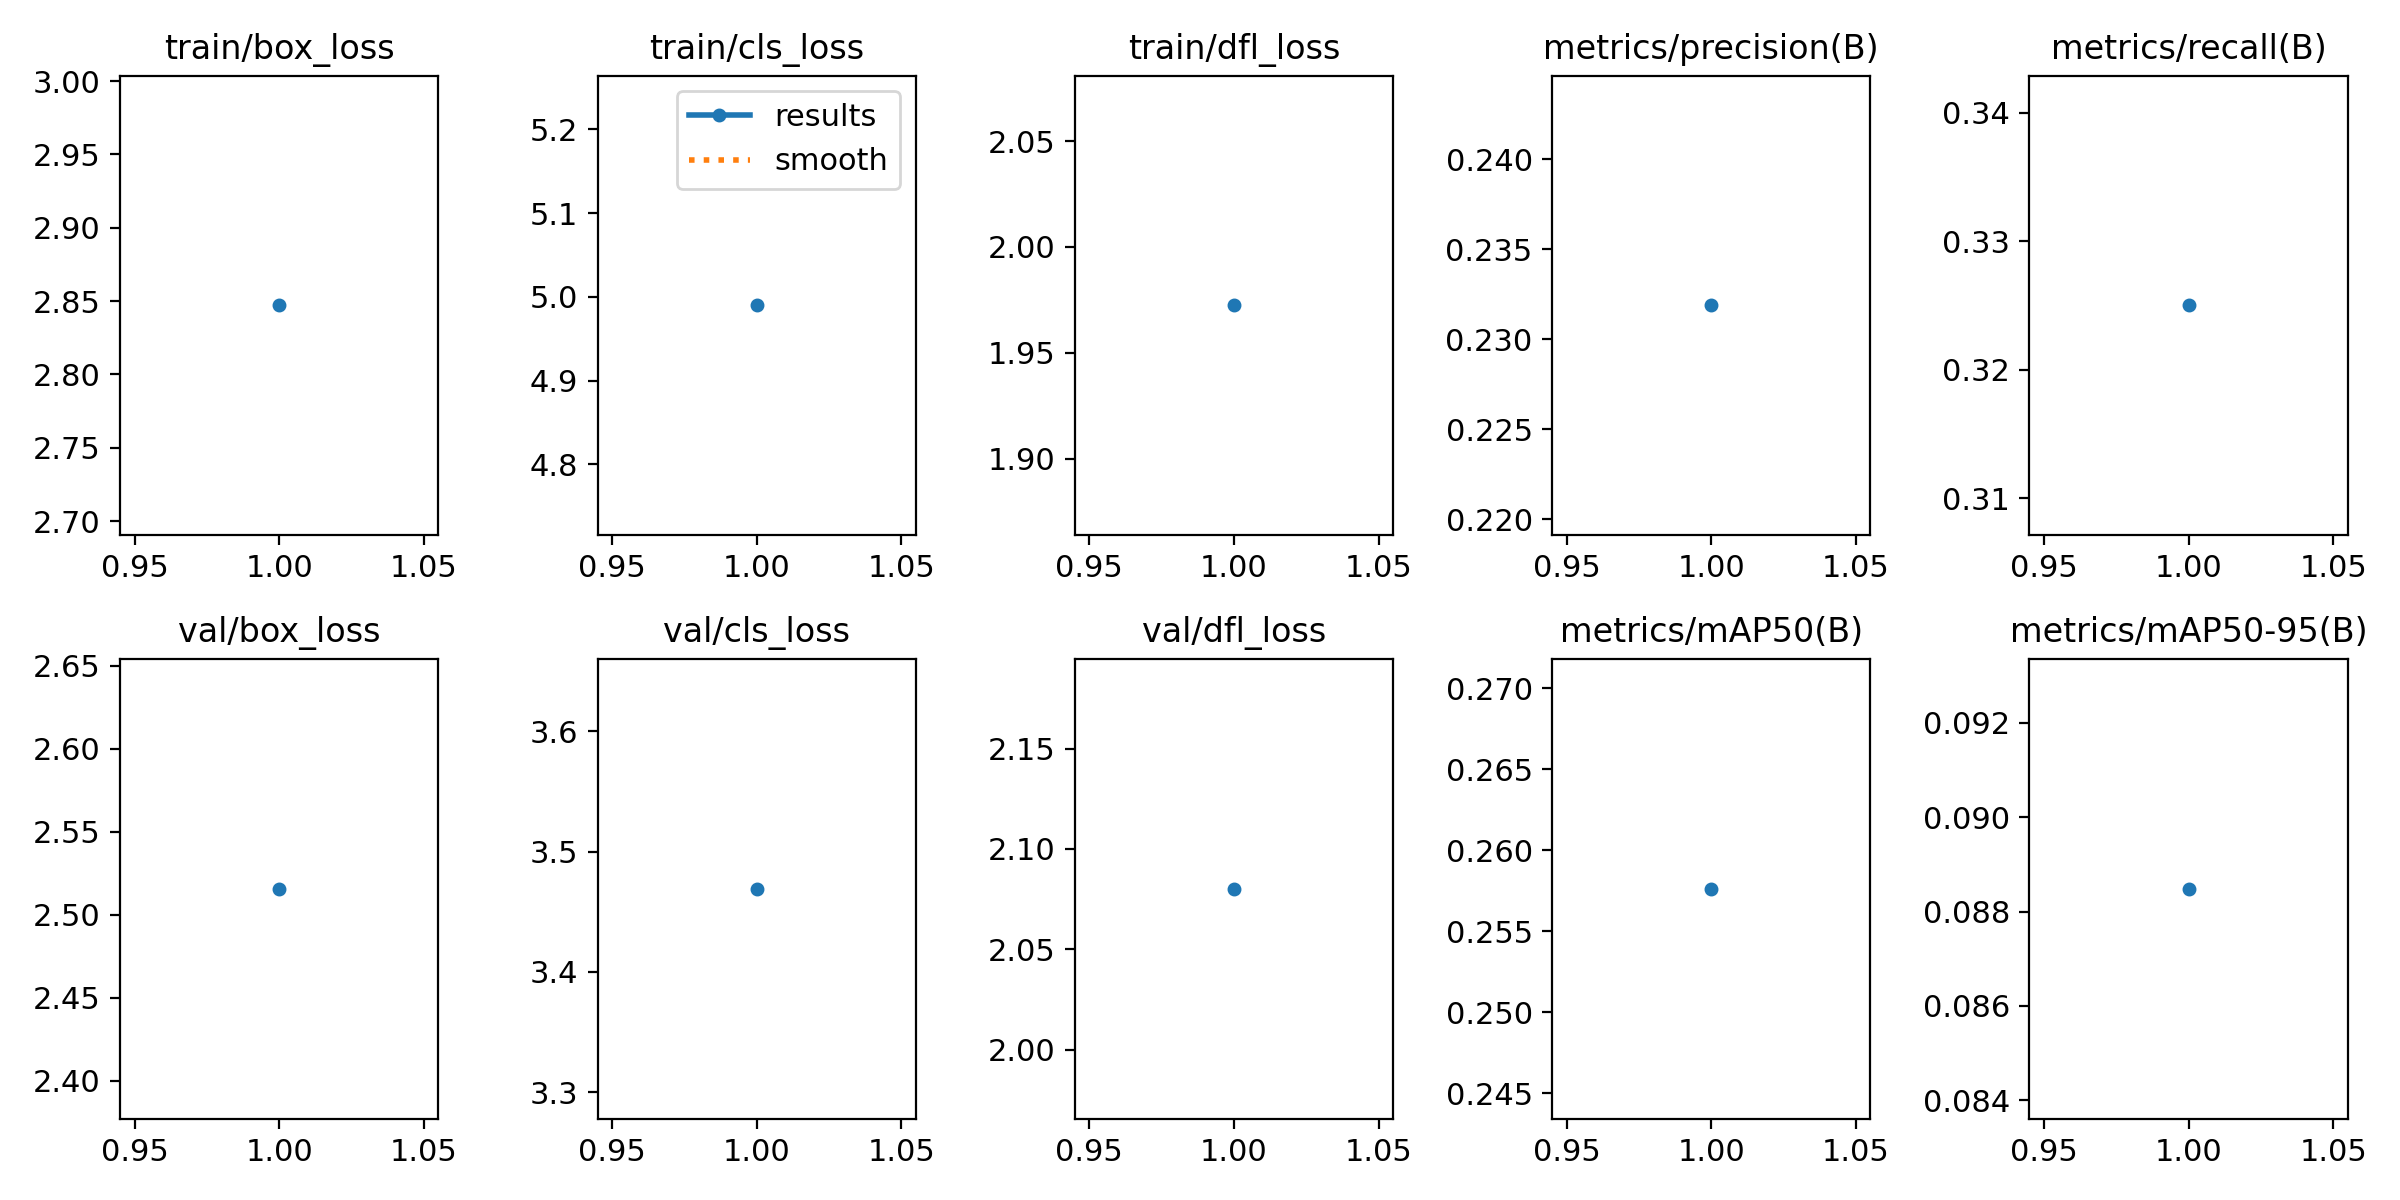 train/box_loss
3.00
2.95
2.90
2.85
2.80
2.75
2.70
0.95 1.00 1.05
train/cls_loss
results
smooth
5.2
5.1
5.0
4.9
4.8
0.95 1.00 1.05
train/dfl_loss
2.05
2.00
1.95
1.90
0.95 1.00 1.05
metrics/precision(B)
0.240
0.235
0.230
0.225
0.220
0.95 1.00 1.05
metrics/recall(B)
0.34
0.33
0.32
0.31
0.95 1.00 1.05
val/box_loss
2.65
2.60
2.55
2.50
2.45
2.40
0.95 1.00 1.05
val/cls_loss
3.6
3.5
3.4
3.3
0.95 1.00 1.05
val/dfl_loss
2.15
2.10
2.05
2.00
0.95 1.00 1.05
metrics/mAP50(B)
0.270
0.265
0.260
0.255
0.250
0.245
0.95 1.00 1.05
metrics/mAP50-95(B)
0.092
0.090
0.088
0.086
0.084
0.95 1.00 1.05